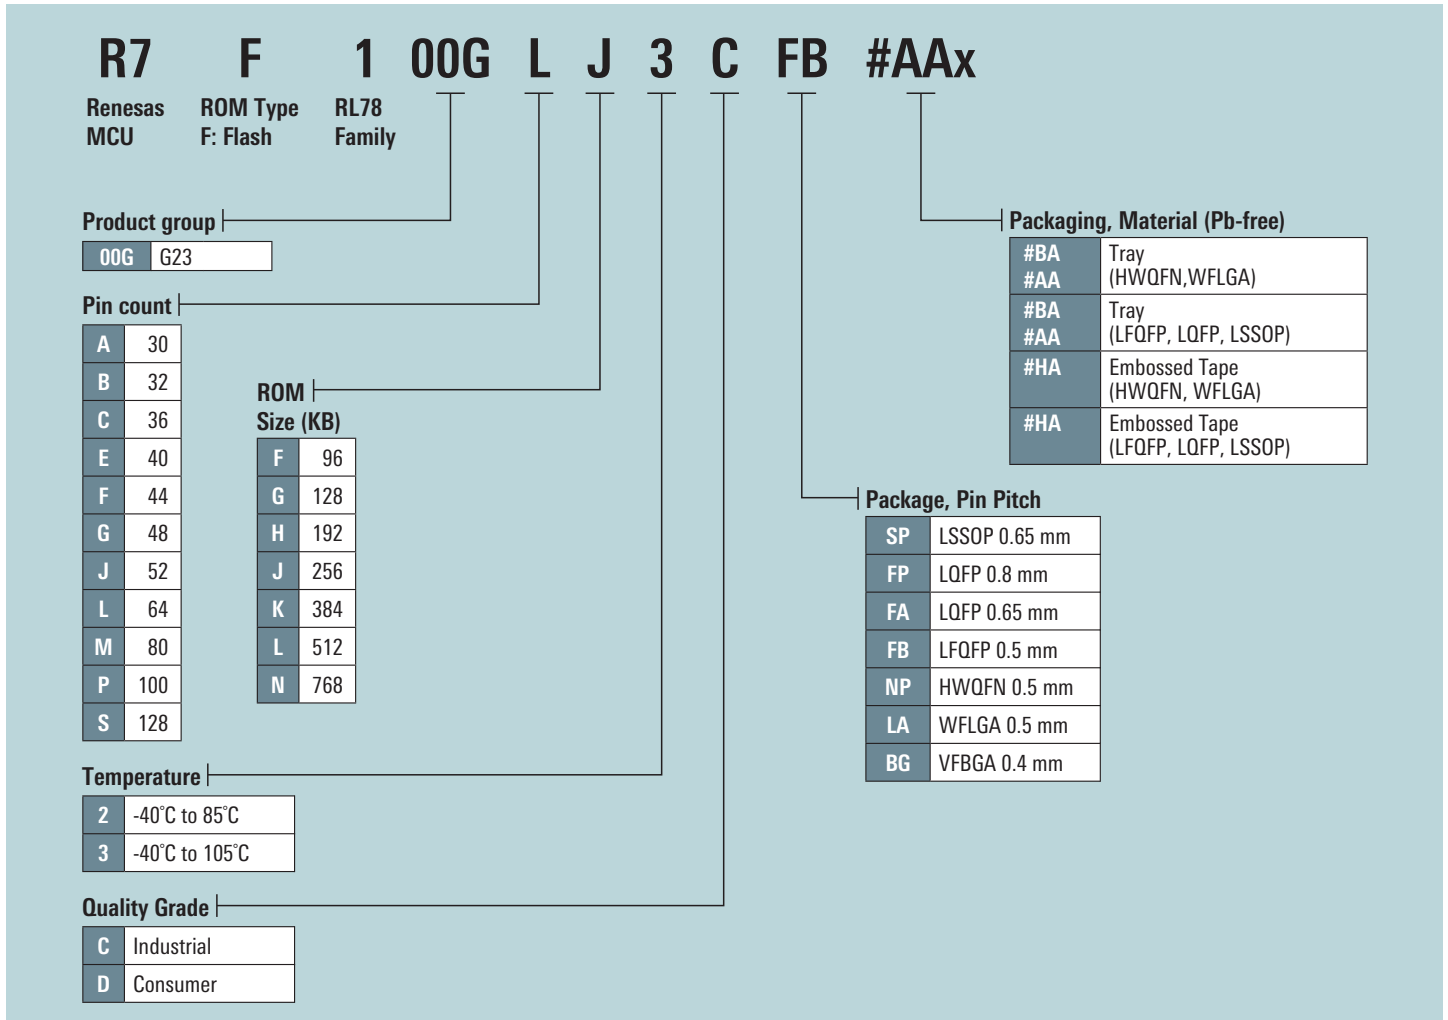 R7 F 1 00G L J 3 C FB #AAx
Renesas ROM Type RL78
MCU F: Flash Family
Product group
00G G23
Pin count
A 30
B 32
C 36
E 40
F 44
G 48
J 52
L 64
M 80
P 100
S 128
ROM
Size (KB)
F 96
G 128
H 192
J 256
K 384
L 512
N 768
Temperature
2 -40°C to 85°C
3 -40°C to 105°C
Quality Grade
C Industrial
D Consumer
Packaging, Material (Pb-free)
#BA Tray
#AA (HWQFN,WFLGA)
#BA Tray
#AA (LFQFP, LQFP, LSSOP)
#HA Embossed Tape
(HWQFN, WFLGA)
#HA Embossed Tape
(LFQFP, LQFP, LSSOP)
Package, Pin Pitch
SP LSSOP 0.65 mm
FP LQFP 0.8 mm
FA LQFP 0.65 mm
FB LFQFP 0.5 mm
NP HWQFN 0.5 mm
LA WFLGA 0.5 mm
BG VFBGA 0.4 mm